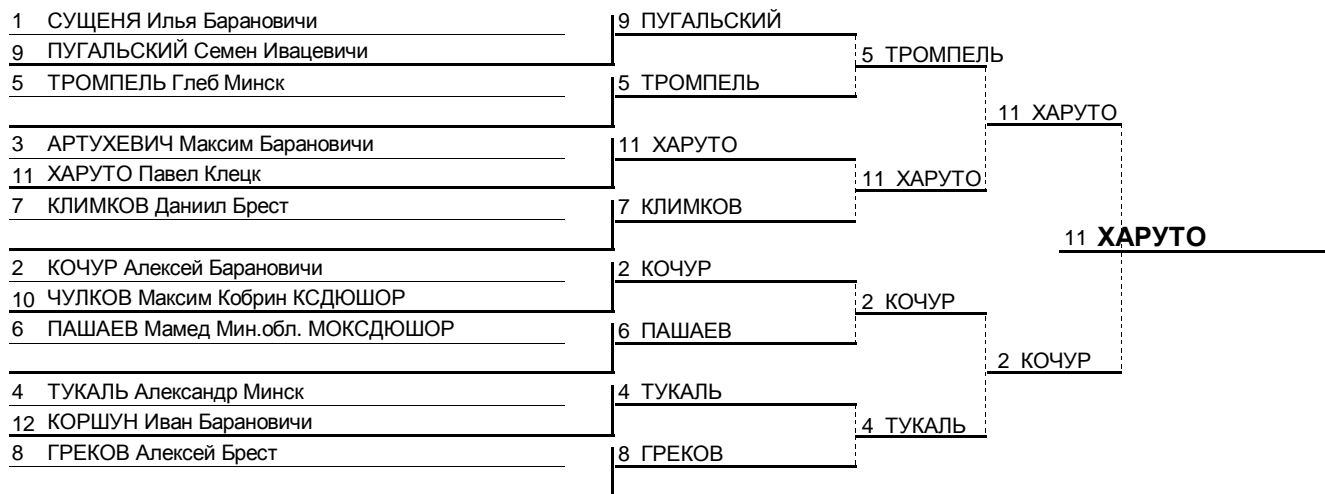 1 СУЩЕНЯ Илья Барановичи
9 ПУГАЛЬСКИЙ Семен Ивацевичи
5 ТРОМПЕЛЬ Глеб Минск
3 АРТУХЕВИЧ Максим Барановичи
11 ХАРУТО Павел Клецк
7 КЛИМКОВ Даниил Брест
2 КОЧУР Алексей Барановичи
10 ЧУЛКОВ Максим Кобрин КСДЮШОР
6 ПАШАЕВ Мамед Мин.обл. МОКСДЮШОР
4 ТУКАЛЬ Александр Минск
12 КОРШУН Иван Барановичи
8 ГРЕКОВ Алексей Брест
9 ПУГАЛЬСКИЙ
5 ТРОМПЕЛЬ
11 ХАРУТО
7 КЛИМКОВ
2 КОЧУР
6 ПАШАЕВ
4 ТУКАЛЬ
8 ГРЕКОВ
5 ТРОМПЕЛЬ
11 ХАРУТО
2 КОЧУР
4 ТУКАЛЬ
11 ХАРУТО
2 КОЧУР
11 ХАРУТО